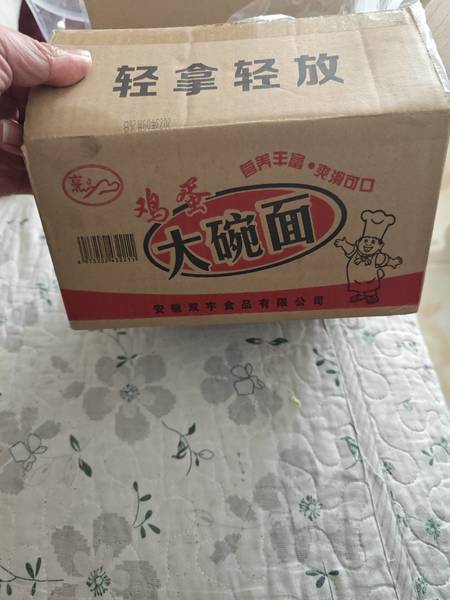 轻拿轻放
营养丰富·爽滑可口
鸡蛋
大碗面
安徽双宇食品有限公司